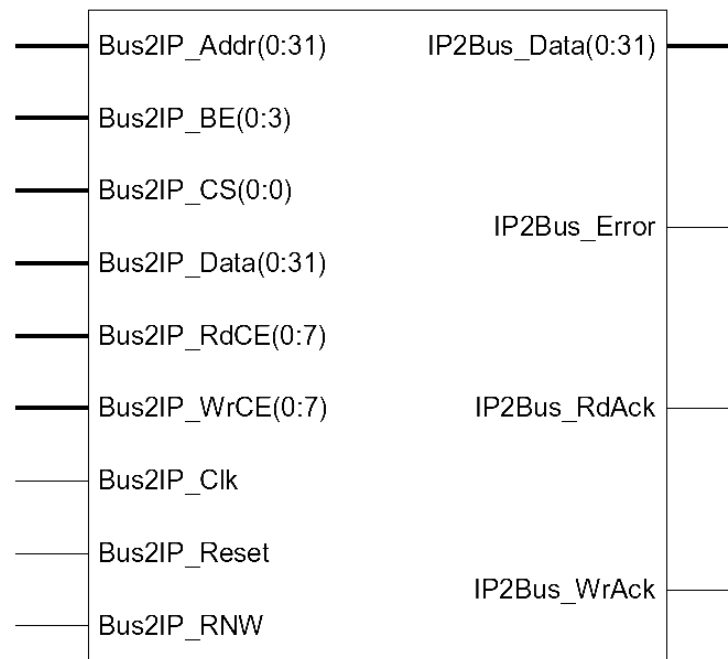 Bus2IP_Addr(0:31)
IP2Bus_Data(0:31)
Bus2IP_BE(0:3)
Bus2IP_CS(0:0)
IP2Bus_Error
Bus2IP_Data(0:31)
Bus2IP_RdCE(0:7)
Bus2IP_WrCE(0:7)
IP2Bus_RdAck
Bus2IP_Clk
Bus2IP_Reset
IP2Bus_WrAck
Bus2IP_RNW